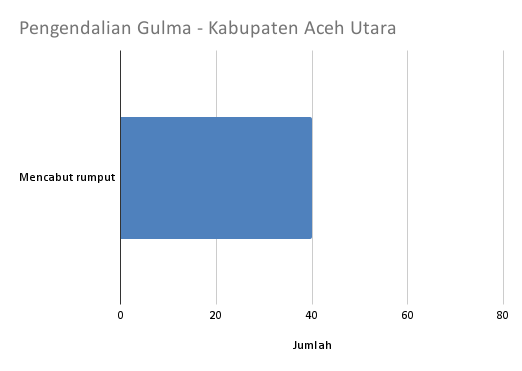 Pengendalian Gulma - Kabupaten Aceh Utara
Mencabut rumput
0 20 40 60 80
Jumlah